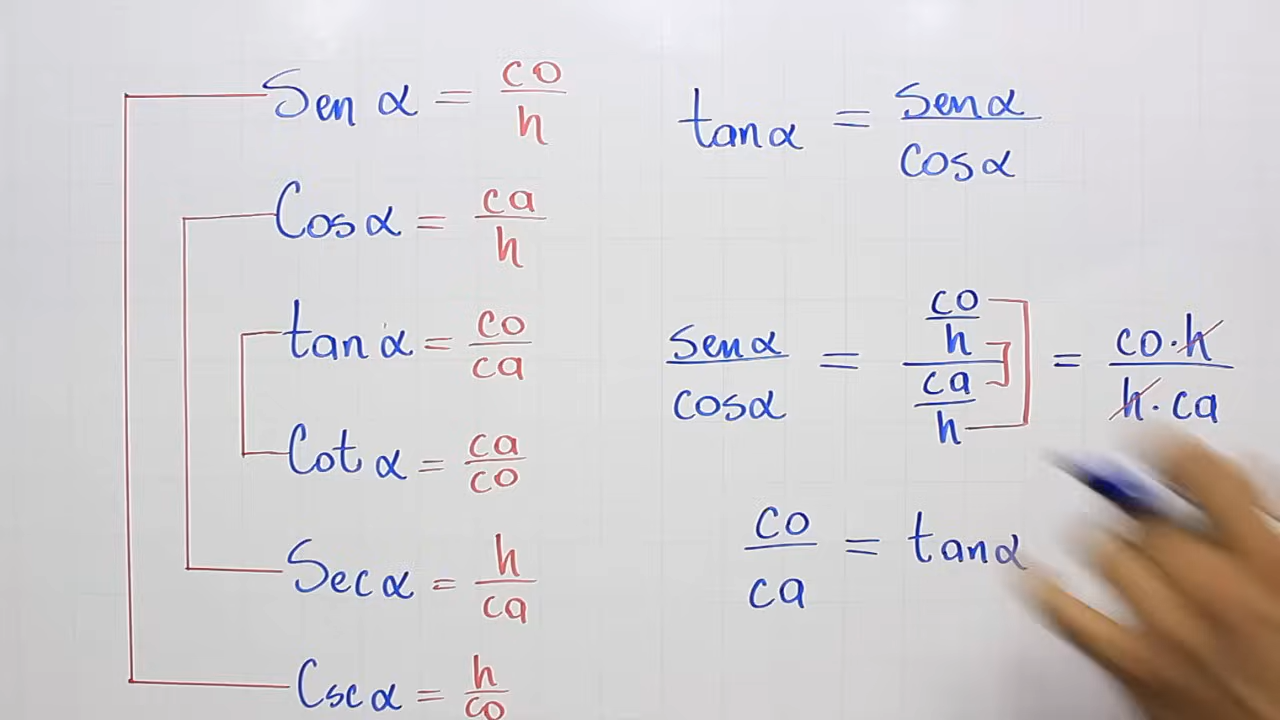 Sen α = co/h
Cos α = ca/h
tan α = co/ca
Cot α = ca/co
Sec α = h/ca
Csc α = h/co
tan α = sen α/cos α
sen α/cos α = (co/h)/(ca/h) = co·h/h·ca
co/ca = tan α